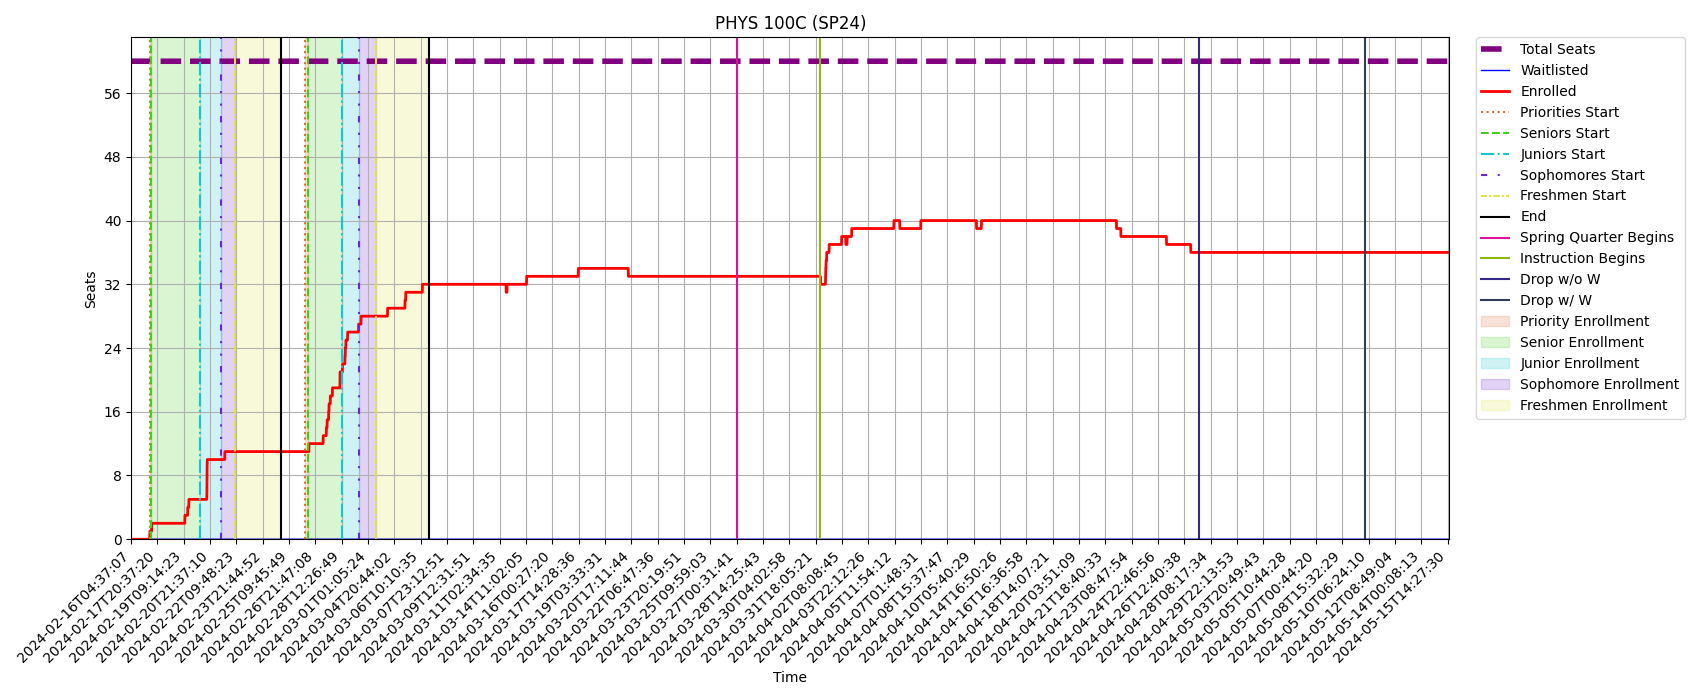 PHYS 100C (SP24)
Seats
56
48
40
32
24
16
8
0
2024-02-16T04:37:07
2024-02-17T20:37:20
2024-02-19T09:14:23
2024-02-20T21:37:10
2024-02-22T09:48:23
2024-02-23T21:44:52
2024-02-25T09:45:49
2024-02-26T21:47:08
2024-02-28T12:26:49
2024-03-01T01:05:24
2024-03-04T20:44:02
2024-03-06T10:10:35
2024-03-07T23:12:51
2024-03-09T12:31:51
2024-03-11T02:34:35
2024-03-14T11:02:05
2024-03-16T00:27:20
2024-03-17T14:28:36
2024-03-19T03:33:31
2024-03-20T17:11:44
2024-03-22T06:47:36
2024-03-23T20:19:51
2024-03-25T09:59:03
2024-03-27T00:31:41
2024-03-28T14:25:43
2024-03-30T04:02:58
2024-03-31T18:05:21
2024-04-02T08:08:45
2024-04-03T22:12:26
2024-04-05T11:54:12
2024-04-07T01:48:31
2024-04-08T15:37:47
2024-04-10T05:40:29
2024-04-14T16:50:26
2024-04-16T16:36:58
2024-04-18T14:07:21
2024-04-20T03:51:09
2024-04-21T18:40:33
2024-04-23T08:47:54
2024-04-24T22:46:56
2024-04-26T12:40:38
2024-04-28T08:17:34
2024-04-29T22:13:53
2024-05-03T20:49:43
2024-05-05T10:44:28
2024-05-07T00:44:20
2024-05-08T15:32:29
2024-05-10T06:24:10
2024-05-12T08:49:04
2024-05-14T00:08:13
2024-05-15T14:27:30
Time
Total Seats
Waitlisted
Enrolled
Priorities Start
Seniors Start
Juniors Start
Sophomores Start
Freshmen Start
End
Spring Quarter Begins
Instruction Begins
Drop w/o W
Drop w/ W
Priority Enrollment
Senior Enrollment
Junior Enrollment
Sophomore Enrollment
Freshmen Enrollment